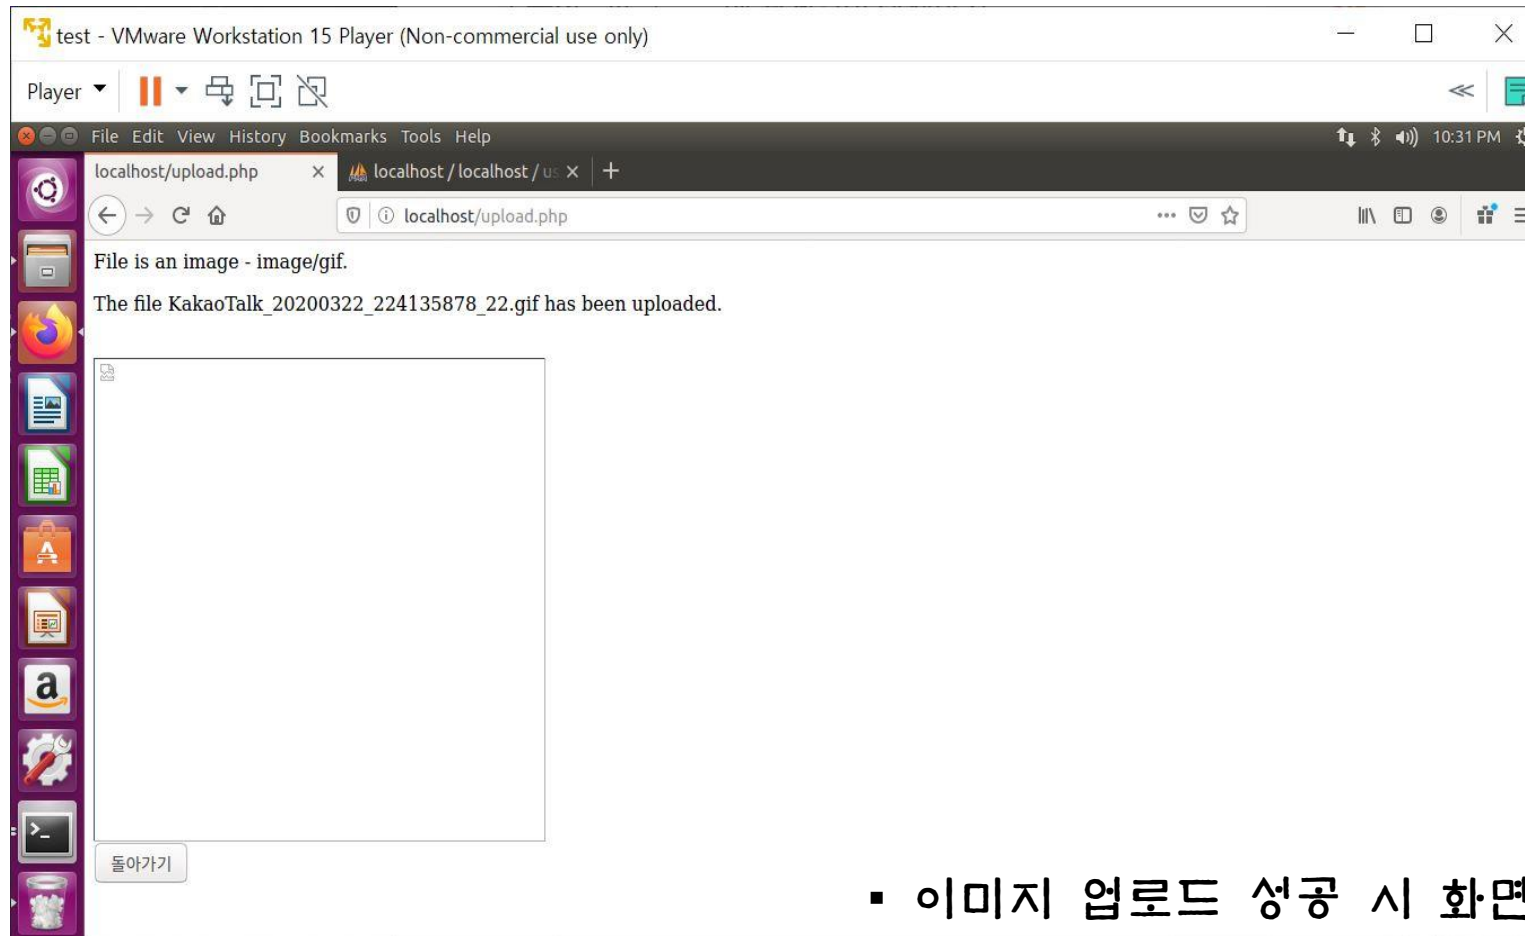 test - VMware Workstation 15 Player (Non-commercial use only)
Player
File Edit View History Bookmarks Tools Help
10:31 PM
localhost/upload.php
localhost / localhost / us
localhost/upload.php
File is an image - image/gif.
The file KakaoTalk_20200322_224135878_22.gif has been uploaded.
돌아가기
▪ 이미지 업로드 성공 시 화면